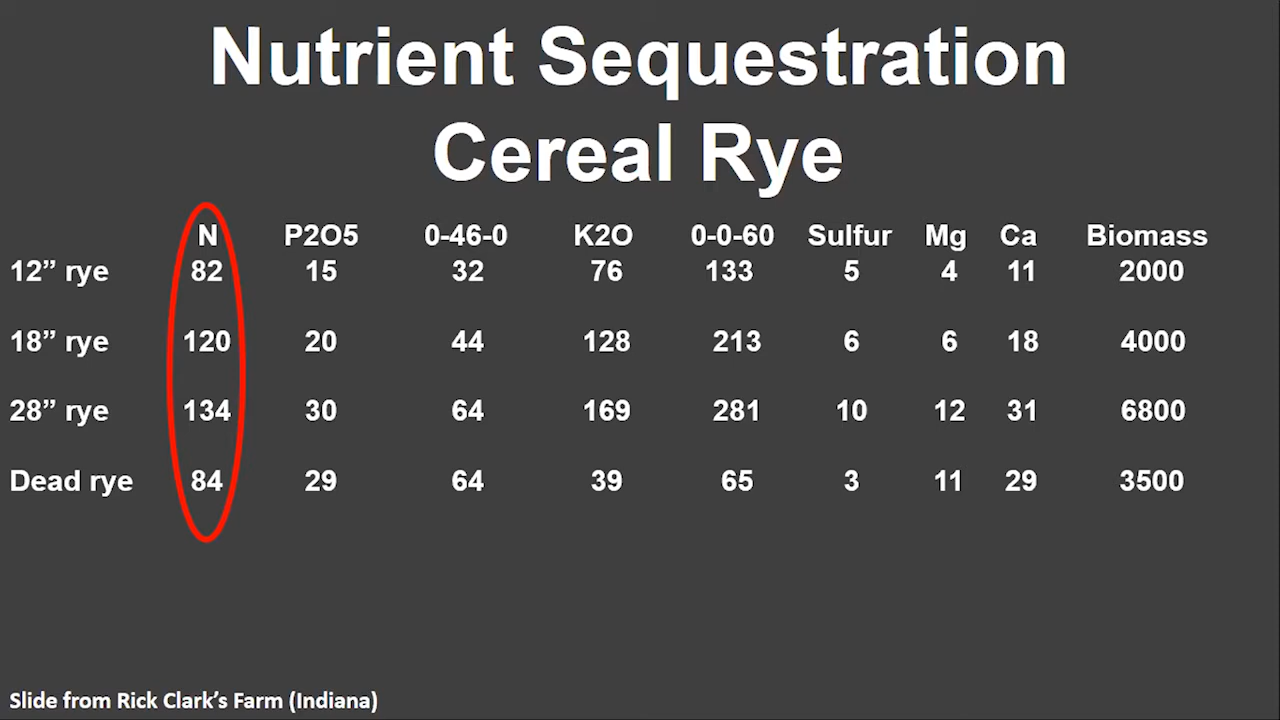 Nutrient Sequestration
Cereal Rye
N P2O5 0-46-0 K2O 0-0-60 Sulfur Mg Ca Biomass
12” rye 82 15 32 76 133 5 4 11 2000
18” rye 120 20 44 128 213 6 6 18 4000
28” rye 134 30 64 169 281 10 12 31 6800
Dead rye 84 29 64 39 65 3 11 29 3500
Slide from Rick Clark’s Farm (Indiana)